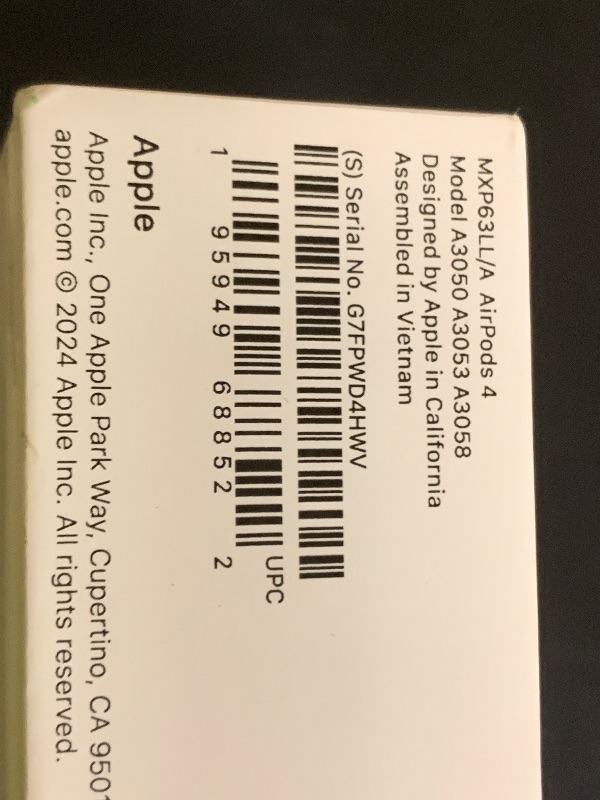 MXP63LL/A AirPods 4
Model A3050 A3053 A3058
Designed by Apple in California
Assembled in Vietnam
(S) Serial No. G7FPWD4HWV
UPC
1 95949 68852 2
Apple
Apple Inc., One Apple Park Way, Cupertino, CA
apple.com © 2024 Apple Inc. All rights reserved.